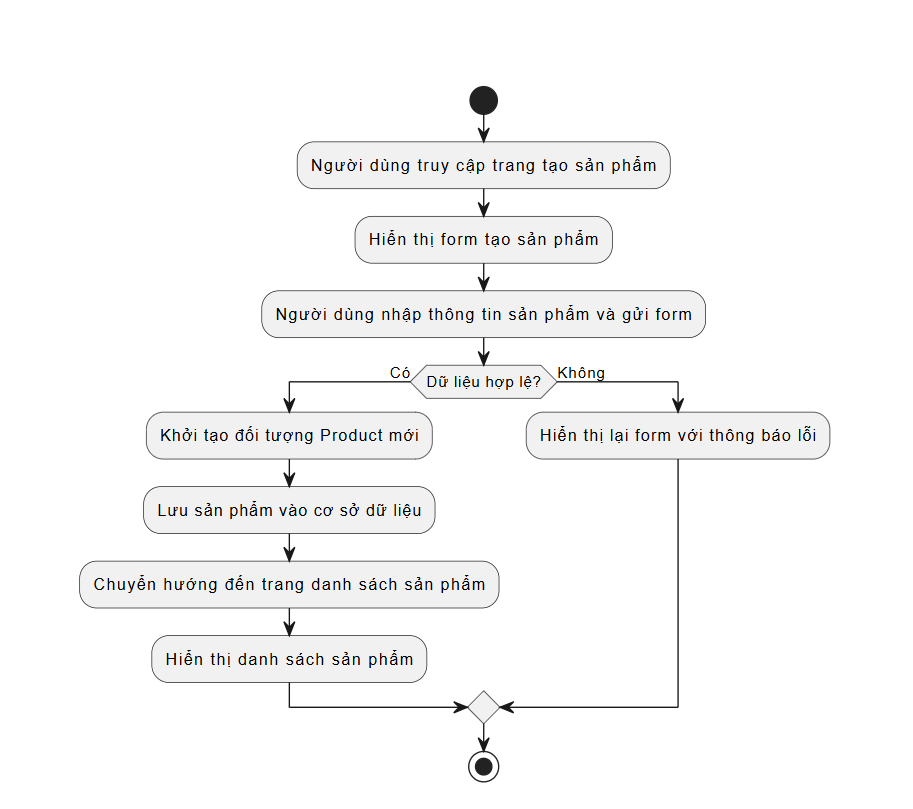 Người dùng truy cập trang tạo sản phẩm
Hiển thị form tạo sản phẩm
Người dùng nhập thông tin sản phẩm và gửi form
Có
Dữ liệu hợp lệ?
Không
Khởi tạo đối tượng Product mới
Hiển thị lại form với thông báo lỗi
Lưu sản phẩm vào cơ sở dữ liệu
Chuyển hướng đến trang danh sách sản phẩm
Hiển thị danh sách sản phẩm